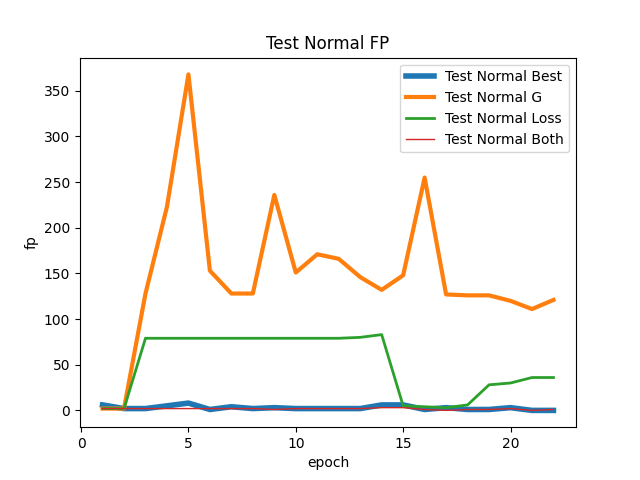 Test Normal FP
Test Normal Best
Test Normal G
Test Normal Loss
Test Normal Both
fp
350
300
250
200
150
100
50
0
0 5 10 15 20
epoch